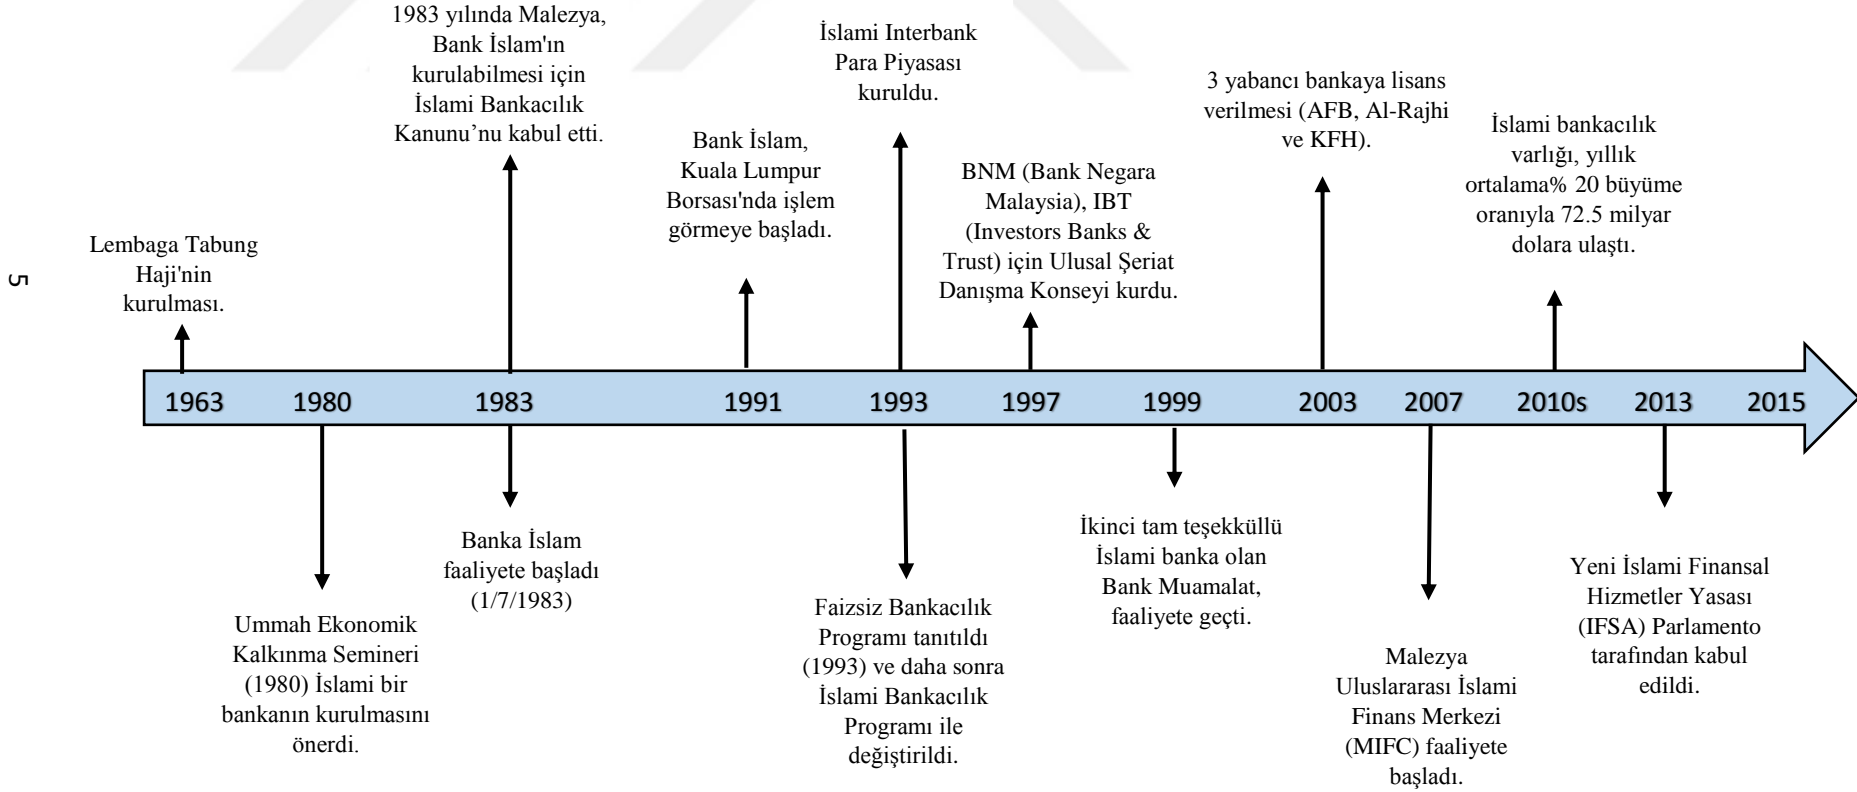 1983 yılında Malezya,
Bank İslam'ın
kurulabilmesi için
İslami Bankacılık
Kanunu’nu kabul etti.
İslami Interbank
Para Piyasası
kuruldu.
3 yabancı bankaya lisans
verilmesi (AFB, Al-Rajhi
ve KFH).
İslami bankacılık
varlığı, yıllık
ortalama% 20 büyüme
oranıyla 72.5 milyar
dolara ulaştı.
Bank İslam,
Kuala Lumpur
Borsası'nda işlem
görmeye başladı.
BNM (Bank Negara
Malaysia), IBT
(Investors Banks &
Trust) için Ulusal Şeriat
Danışma Konseyi kurdu.
Lembaga Tabung
Haji'nin
kurulması.
5
1963 1980 1983 1991 1993 1997 1999 2003 2007 2010s 2013 2015
Ummah Ekonomik
Kalkınma Semineri
(1980) İslami bir
bankanın kurulmasını
önerdi.
Banka İslam
faaliyete başladı
(1/7/1983)
Faizsiz Bankacılık
Programı tanıtıldı
(1993) ve daha sonra
İslami Bankacılık
Programı ile
değiştirildi.
İkinci tam teşekküllü
İslami banka olan
Bank Muamalat,
faaliyete geçti.
Malezya
Uluslararası İslami
Finans Merkezi
(MIFC) faaliyete
başladı.
Yeni İslami Finansal
Hizmetler Yasası
(IFSA) Parlamento
tarafından kabul
edildi.